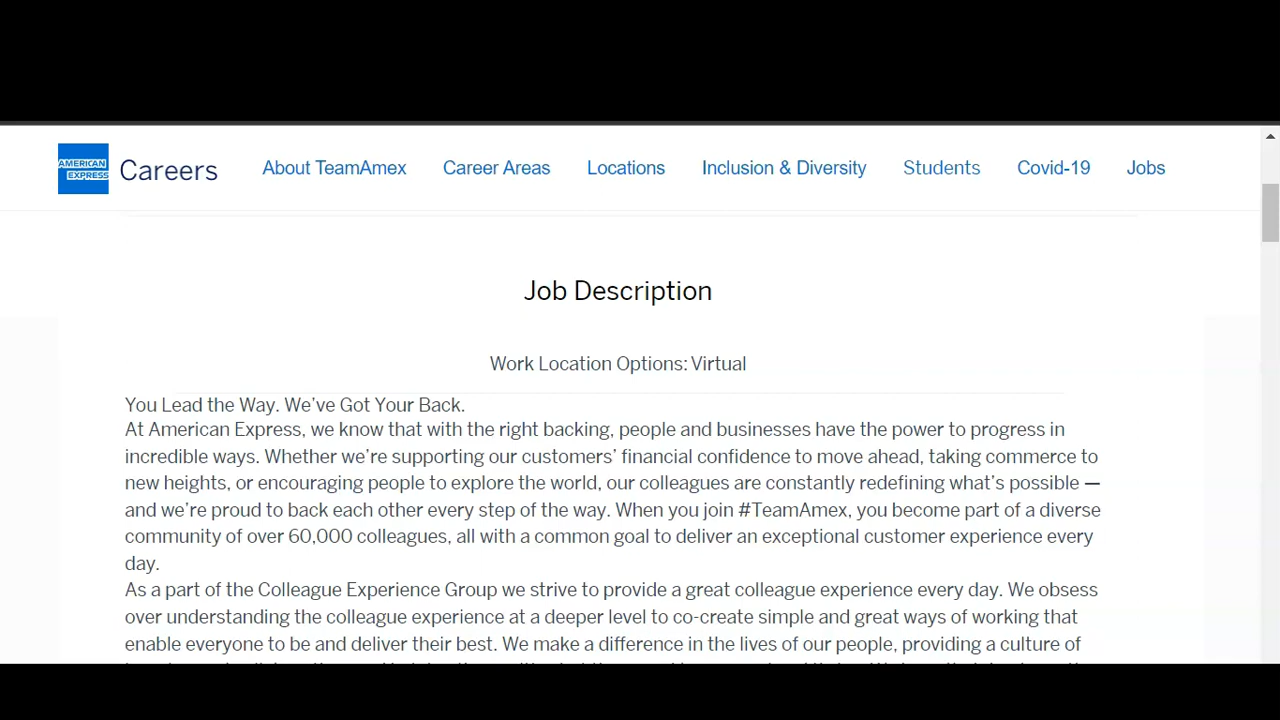 AMERICAN
EXPRESS
Careers
About TeamAmex
Career Areas
Locations
Inclusion & Diversity
Students
Covid-19
Jobs
Job Description
Work Location Options: Virtual
You Lead the Way. We’ve Got Your Back.
At American Express, we know that with the right backing, people and businesses have the power to progress in
incredible ways. Whether we’re supporting our customers’ financial confidence to move ahead, taking commerce to
new heights, or encouraging people to explore the world, our colleagues are constantly redefining what’s possible —
and we’re proud to back each other every step of the way. When you join #TeamAmex, you become part of a diverse
community of over 60,000 colleagues, all with a common goal to deliver an exceptional customer experience every
day.
As a part of the Colleague Experience Group we strive to provide a great colleague experience every day. We obsess
over understanding the colleague experience at a deeper level to co-create simple and great ways of working that
enable everyone to be and deliver their best. We make a difference in the lives of our people, providing a culture of